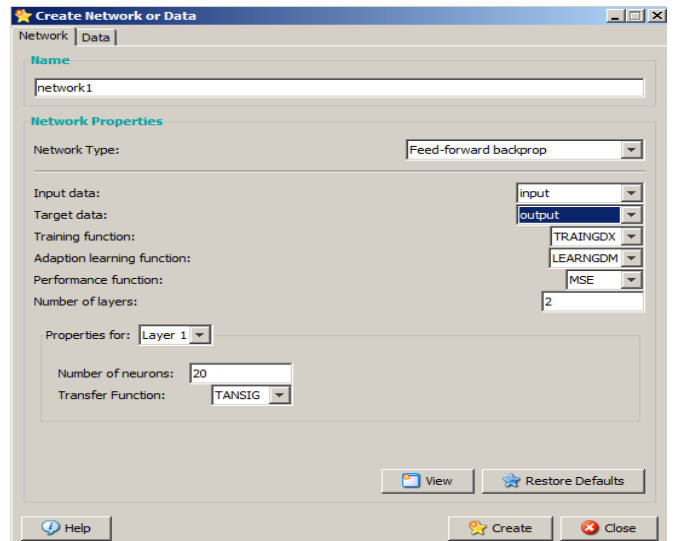 Create Network or Data
Network Data
Name
network1
Network Properties
Network Type: Feed-forward backprop
Input data: input
Target data: output
Training function: TRAINGDX
Adaption learning function: LEARNGDM
Performance function: MSE
Number of layers: 2
Properties for: Layer 1
Number of neurons: 20
Transfer Function: TANSIG
View Restore Defaults
Help Create Close